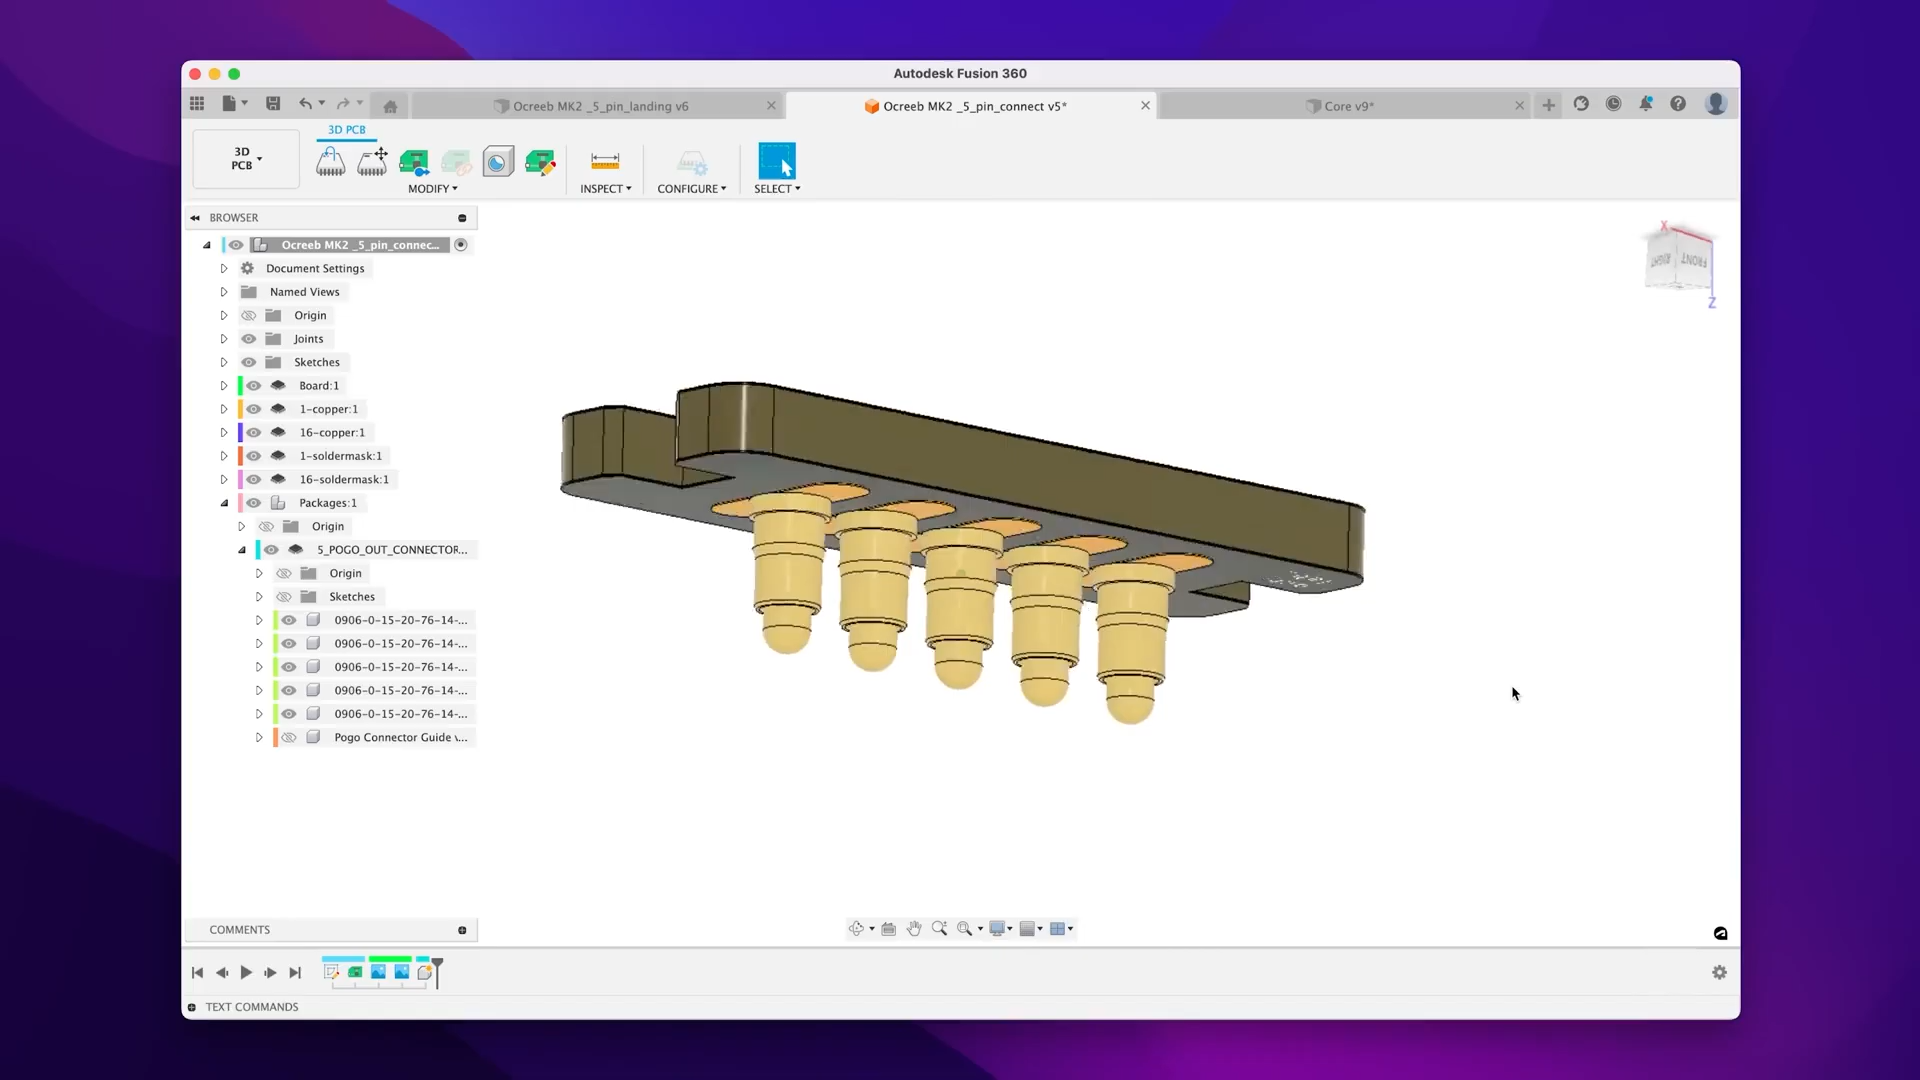 Autodesk Fusion 360
Ocreeb MK2 _5_pin_landing v6
Ocreeb MK2 _5_pin_connect v5*
Core v9*
3D PCB
3D
PCB
MODIFY
INSPECT
CONFIGURE
SELECT
BROWSER
Ocreeb MK2 _5_pin_connec...
Document Settings
Named Views
Origin
Joints
Sketches
Board:1
1-copper:1
16-copper:1
1-soldermask:1
16-soldermask:1
Packages:1
Origin
5_POGO_OUT_CONNECTOR...
Origin
Sketches
0906-0-15-20-76-14-...
0906-0-15-20-76-14-...
0906-0-15-20-76-14-...
0906-0-15-20-76-14-...
0906-0-15-20-76-14-...
Pogo Connector Guide v...
X
RIGHT
FRONT
Z
COMMENTS
TEXT COMMANDS